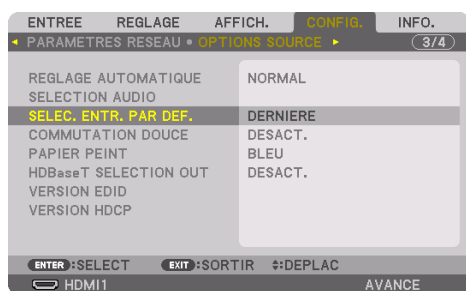 ENTREE REGLAGE AFFICH. CONFIG. INFO.
PARAMETRES RESEAU • OPTIONS SOURCE 3/4
REGLAGE AUTOMATIQUE NORMAL
SELECTION AUDIO
SELEC. ENTR. PAR DEF. DERNIERE
COMMUTATION DOUCE DESACT.
PAPIER PEINT BLEU
HDBaseT SELECTION OUT DESACT.
VERSION EDID
VERSION HDCP
ENTER :SELECT EXIT :SORTIR :DEPLAC
HDMI1 AVANCE